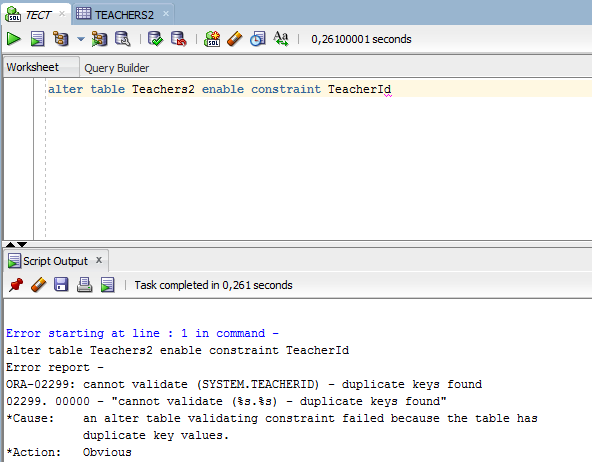 ТЕСТ × TEACHERS2 ×
SQL 0,26100001 seconds
Worksheet Query Builder
alter table Teachers2 enable constraint TeacherId
Script Output ×
Task completed in 0,261 seconds
Error starting at line : 1 in command -
alter table Teachers2 enable constraint TeacherId
Error report -
ORA-02299: cannot validate (SYSTEM.TEACHERID) - duplicate keys found
02299. 00000 - "cannot validate (%s.%s) - duplicate keys found"
*Cause: an alter table validating constraint failed because the table has
duplicate key values.
*Action: Obvious